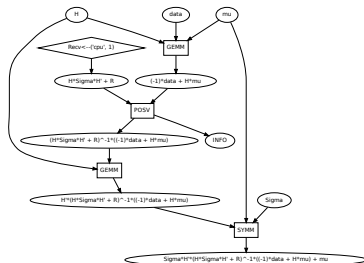 H
data
mu
Recv<--('cpu', 1)
GEMM
H*Sigma*H' + R
(-1)*data + H*mu
POSV
(H*Sigma*H' + R)^-1*((-1)*data + H*mu)
INFO
GEMM
H'*(H*Sigma*H' + R)^-1*((-1)*data + H*mu)
Sigma
SYMM
Sigma*H'*(H*Sigma*H' + R)^-1*((-1)*data + H*mu) + mu